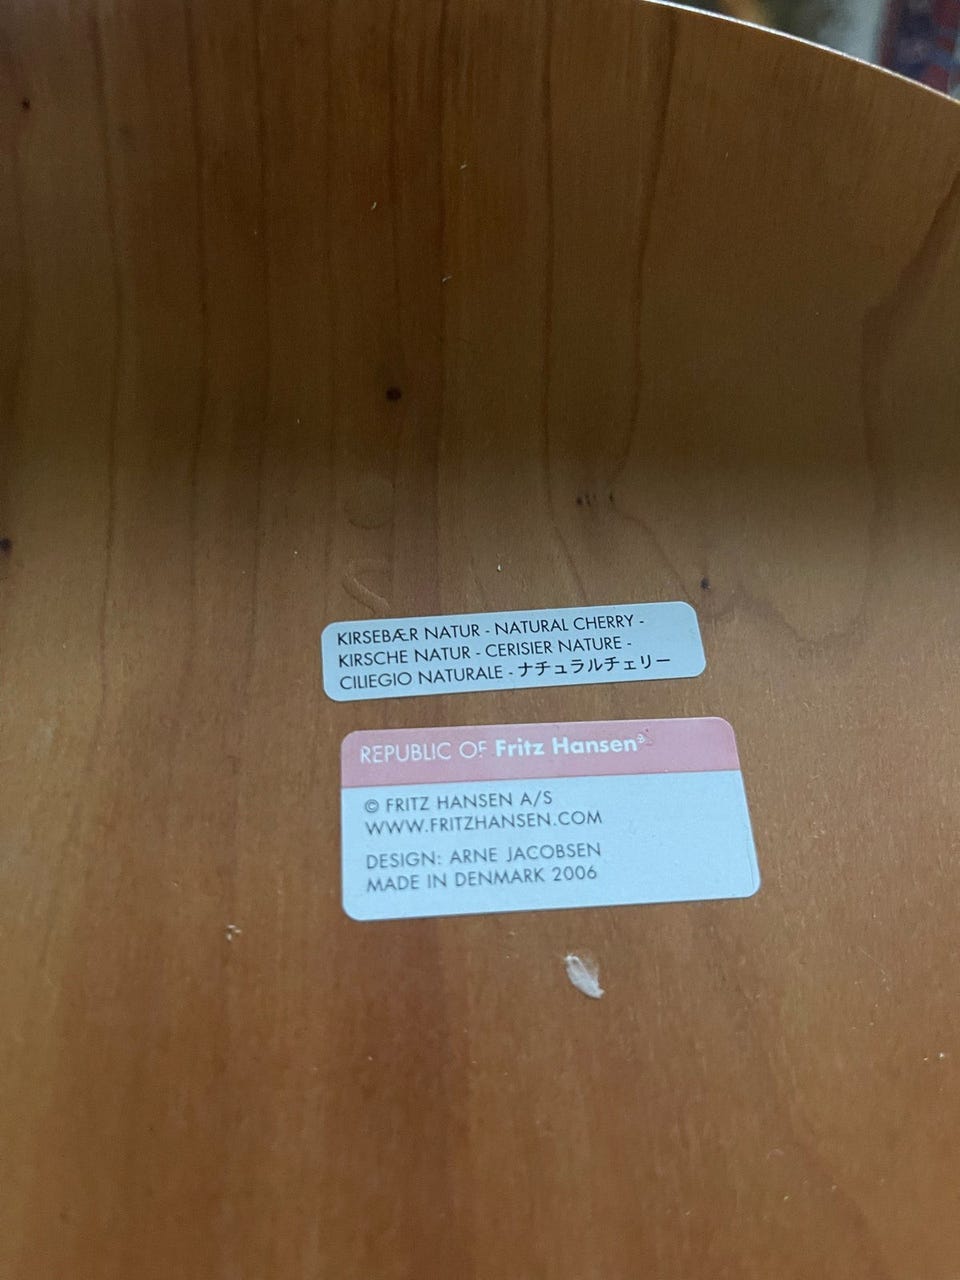 KIRSEBÆR NATUR - NATURAL CHERRY -
KIRSCHE NATUR - CERISIER NATURE -
CILIEGIO NATURALE - ナチュラルチェリー
REPUBLIC OF Fritz Hansen®
© FRITZ HANSEN A/S
WWW.FRITZHANSEN.COM
DESIGN: ARNE JACOBSEN
MADE IN DENMARK 2006